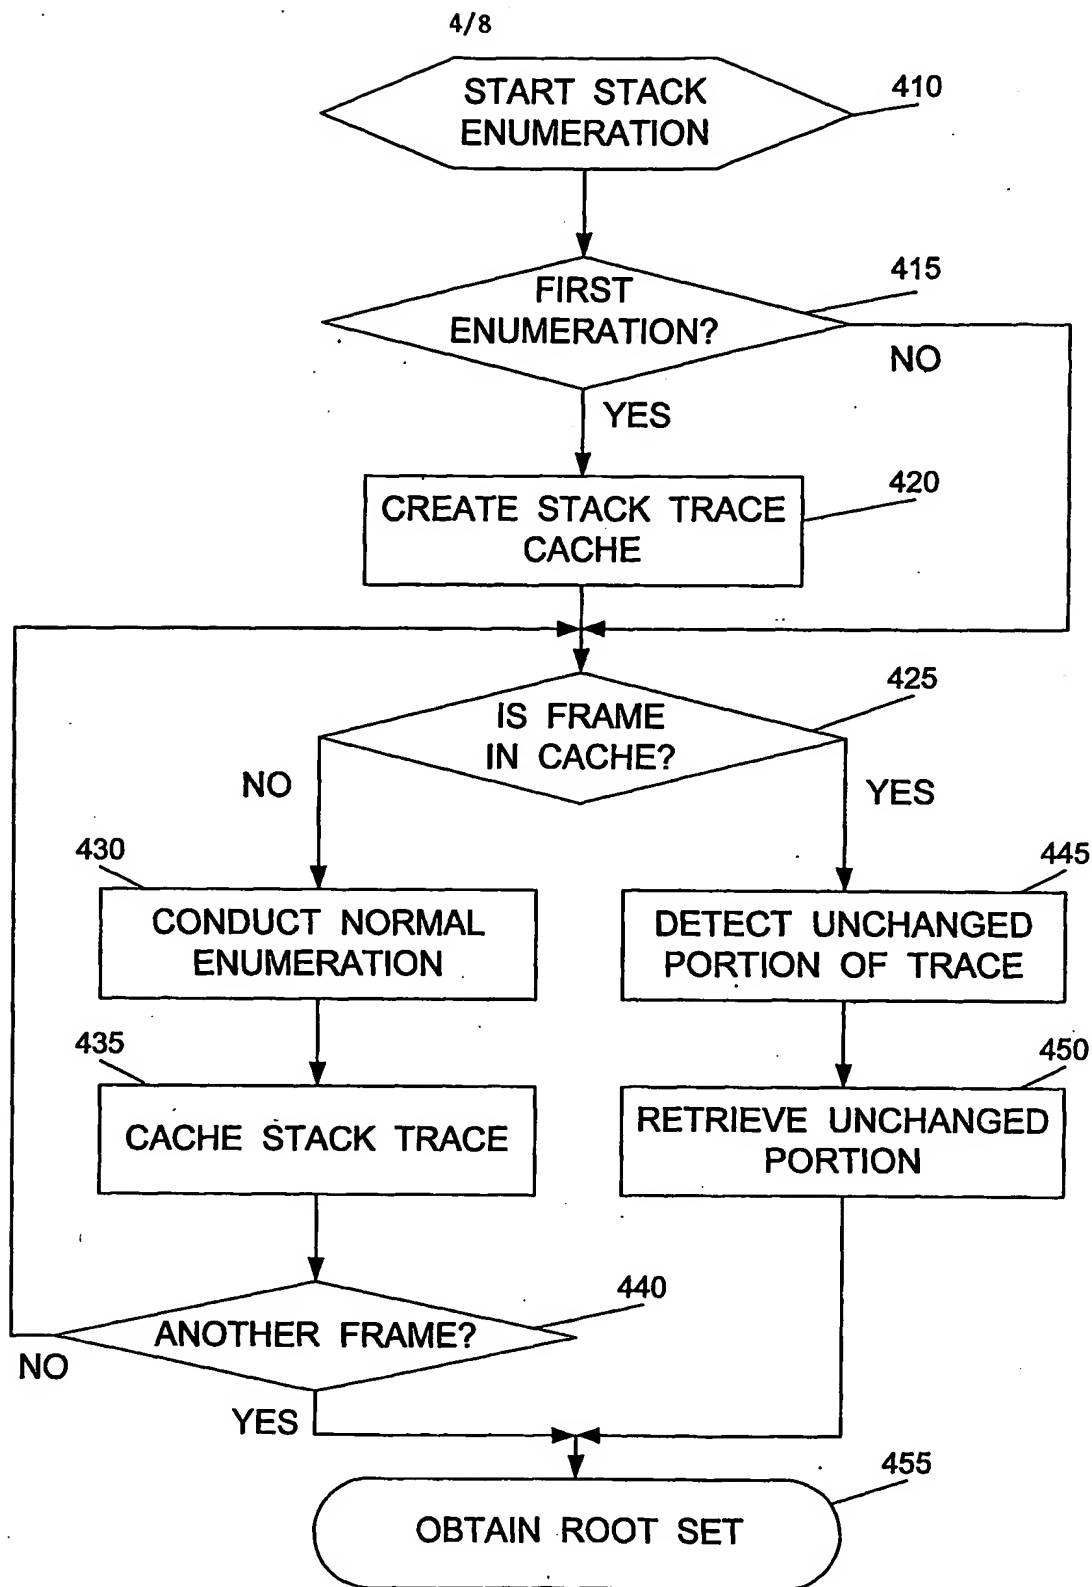 4/8
START STACK
ENUMERATION
410
FIRST
ENUMERATION?
415
NO
YES
CREATE STACK TRACE
CACHE
420
IS FRAME
IN CACHE?
425
NO
YES
430
CONDUCT NORMAL
ENUMERATION
445
DETECT UNCHANGED
PORTION OF TRACE
435
CACHE STACK TRACE
450
RETRIEVE UNCHANGED
PORTION
440
ANOTHER FRAME?
NO
YES
455
OBTAIN ROOT SET